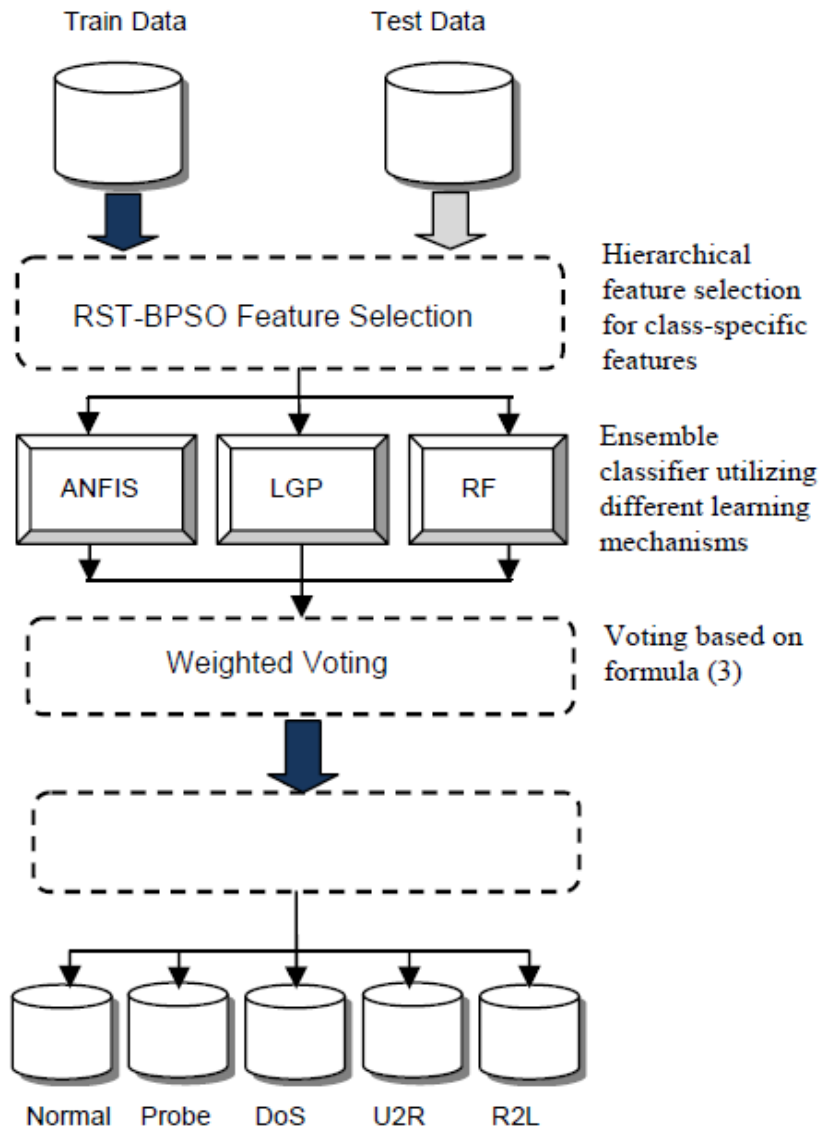 Train Data
Test Data
RST-BPSO Feature Selection
Hierarchical
feature selection
for class-specific
features
ANFIS
LGP
RF
Ensemble
classifier utilizing
different learning
mechanisms
Weighted Voting
Voting based on
formula (3)
Normal
Probe
DoS
U2R
R2L